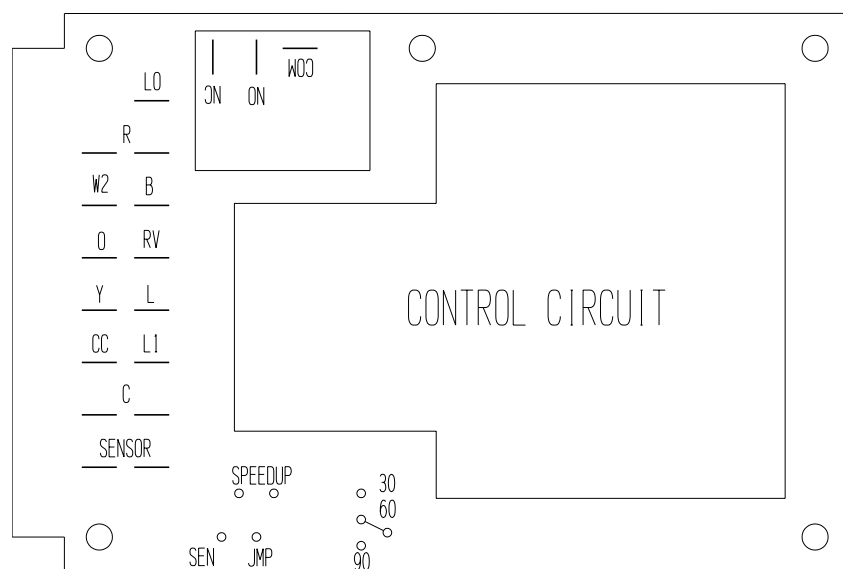 LO
NC NO COM
R
W2 B
O RV
Y L
CC L1
C
SENSOR
CONTROL CIRCUIT
SPEEDUP
30
60
90
SEN JMP